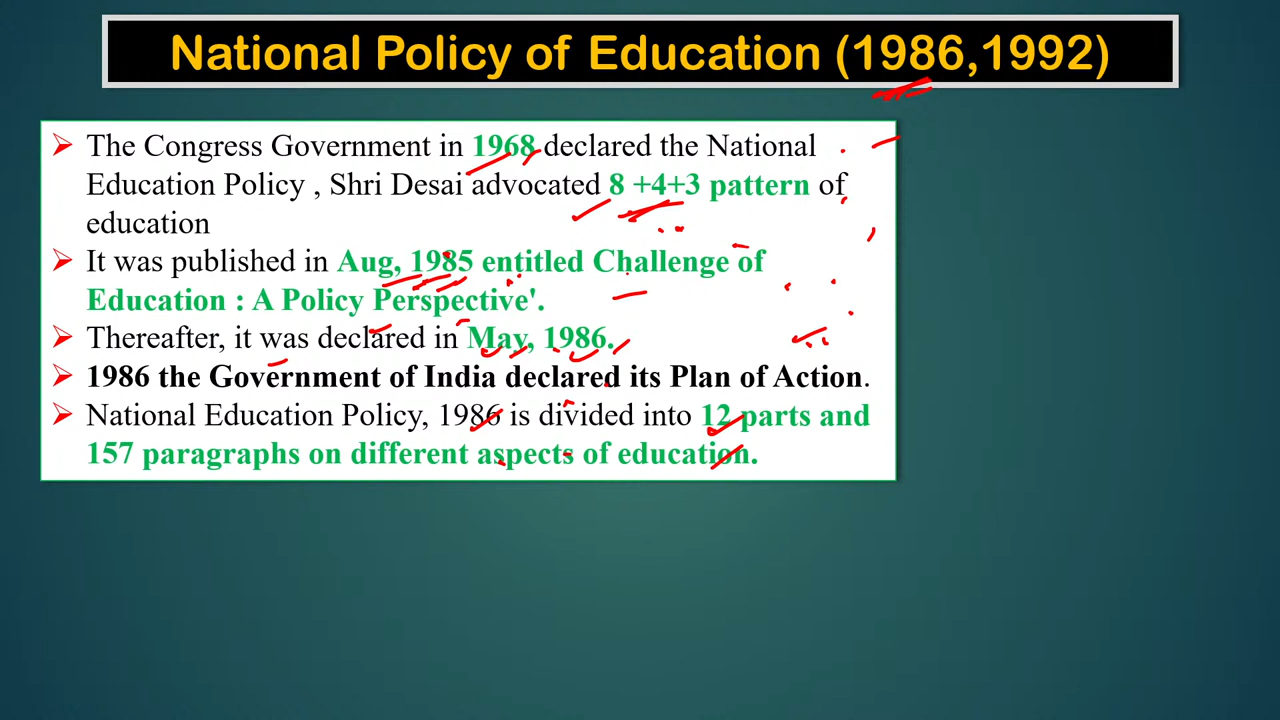 National Policy of Education (1986,1992)
➢ The Congress Government in 1968 declared the National
Education Policy , Shri Desai advocated 8 +4+3 pattern of
education
➢ It was published in Aug, 1985 entitled Challenge of
Education : A Policy Perspective'.
➢ Thereafter, it was declared in May, 1986.
➢ 1986 the Government of India declared its Plan of Action.
➢ National Education Policy, 1986 is divided into 12 parts and
157 paragraphs on different aspects of education.